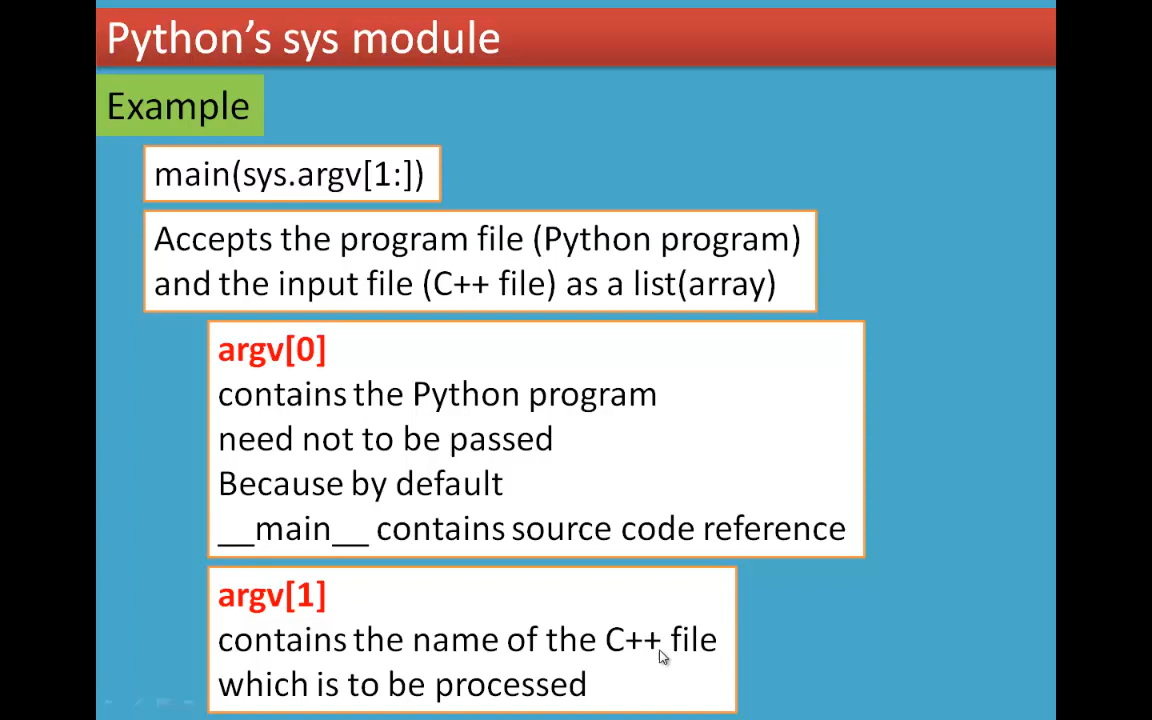 Python’s sys module
Example
main(sys.argv[1:])
Accepts the program file (Python program)
and the input file (C++ file) as a list(array)
argv[0]
contains the Python program
need not to be passed
Because by default
__main__ contains source code reference
argv[1]
contains the name of the C++ file
which is to be processed